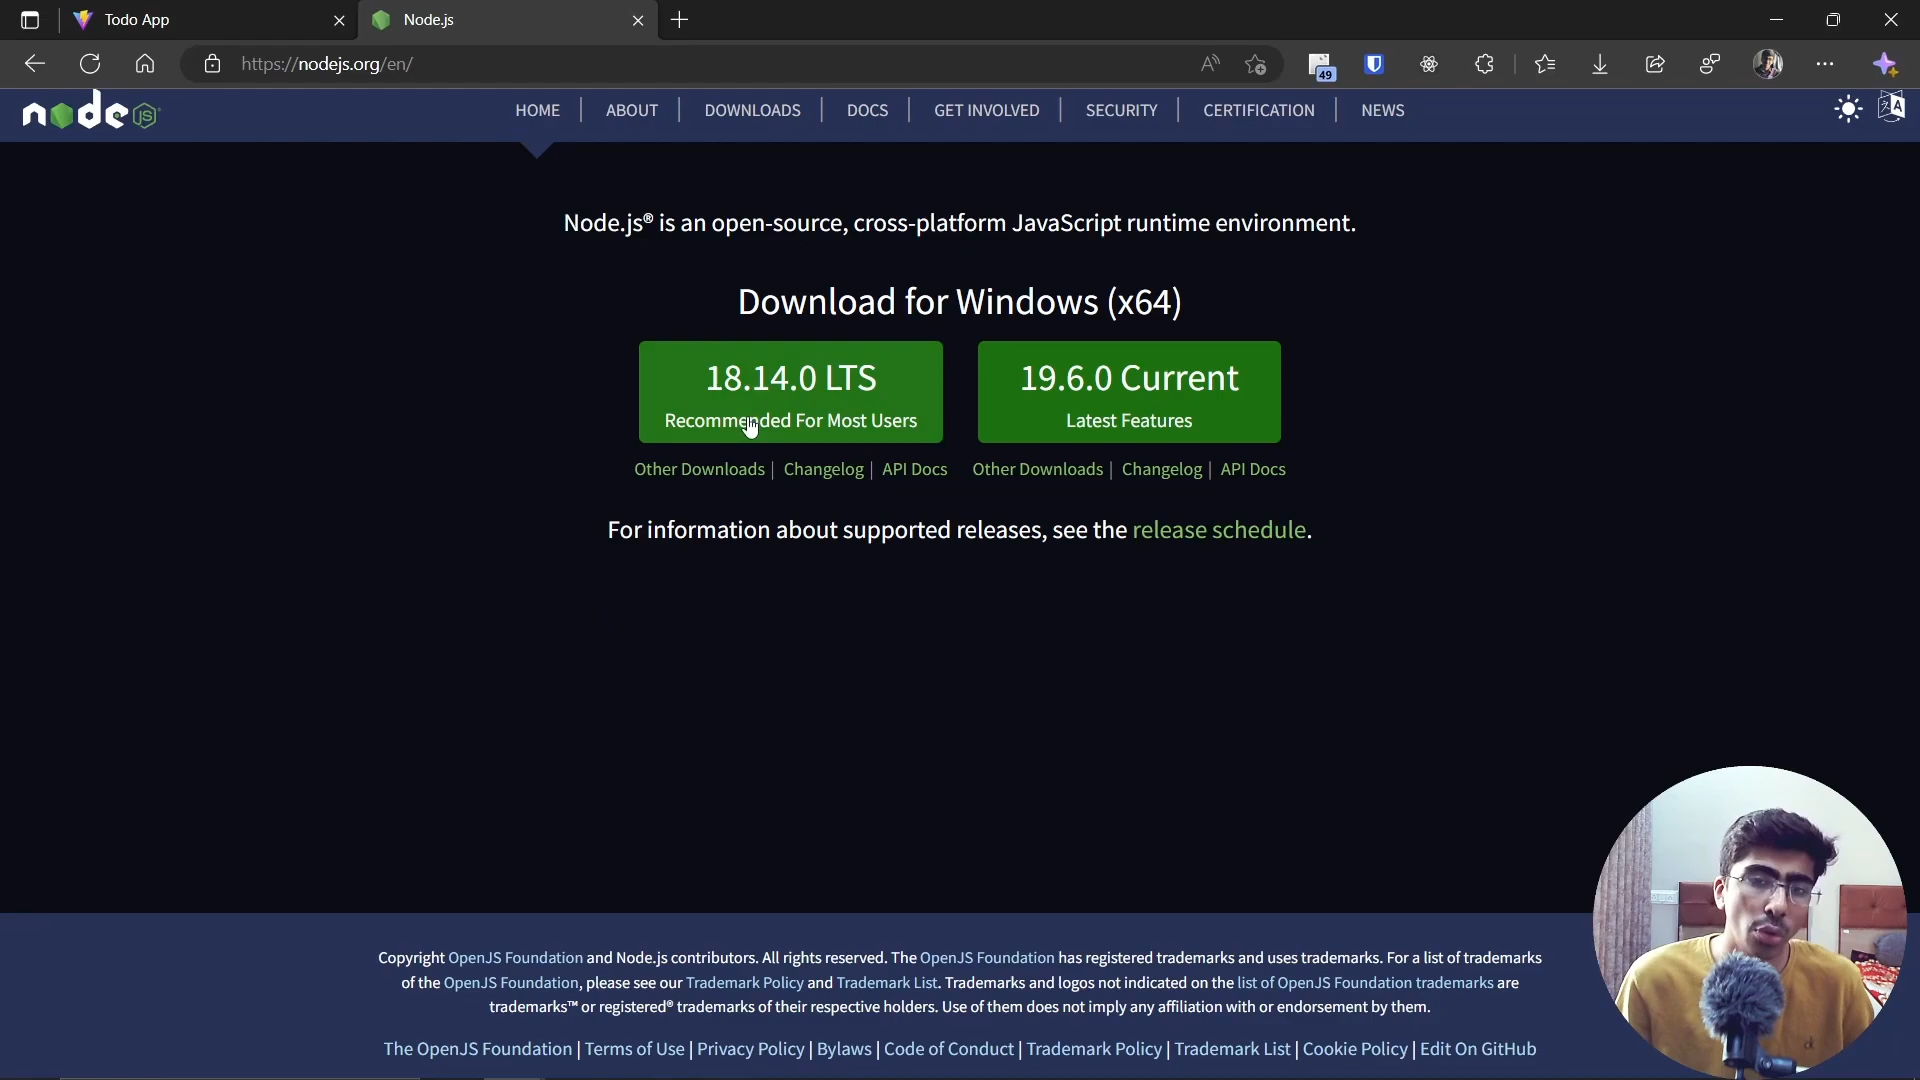 Todo App
Node.js
https://nodejs.org/en/
49
node
JS
HOME | ABOUT | DOWNLOADS | DOCS | GET INVOLVED | SECURITY | CERTIFICATION | NEWS
Node.js® is an open-source, cross-platform JavaScript runtime environment.
Download for Windows (x64)
18.14.0 LTS
Recommended For Most Users
19.6.0 Current
Latest Features
Other Downloads | Changelog | API Docs
Other Downloads | Changelog | API Docs
For information about supported releases, see the release schedule.
Copyright OpenJS Foundation and Node.js contributors. All rights reserved. The OpenJS Foundation has registered trademarks and uses trademarks. For a list of trademarks
of the OpenJS Foundation, please see our Trademark Policy and Trademark List. Trademarks and logos not indicated on the list of OpenJS Foundation trademarks are
trademarks™ or registered® trademarks of their respective holders. Use of them does not imply any affiliation with or endorsement by them.
The OpenJS Foundation | Terms of Use | Privacy Policy | Bylaws | Code of Conduct | Trademark Policy | Trademark List | Cookie Policy | Edit On GitHub